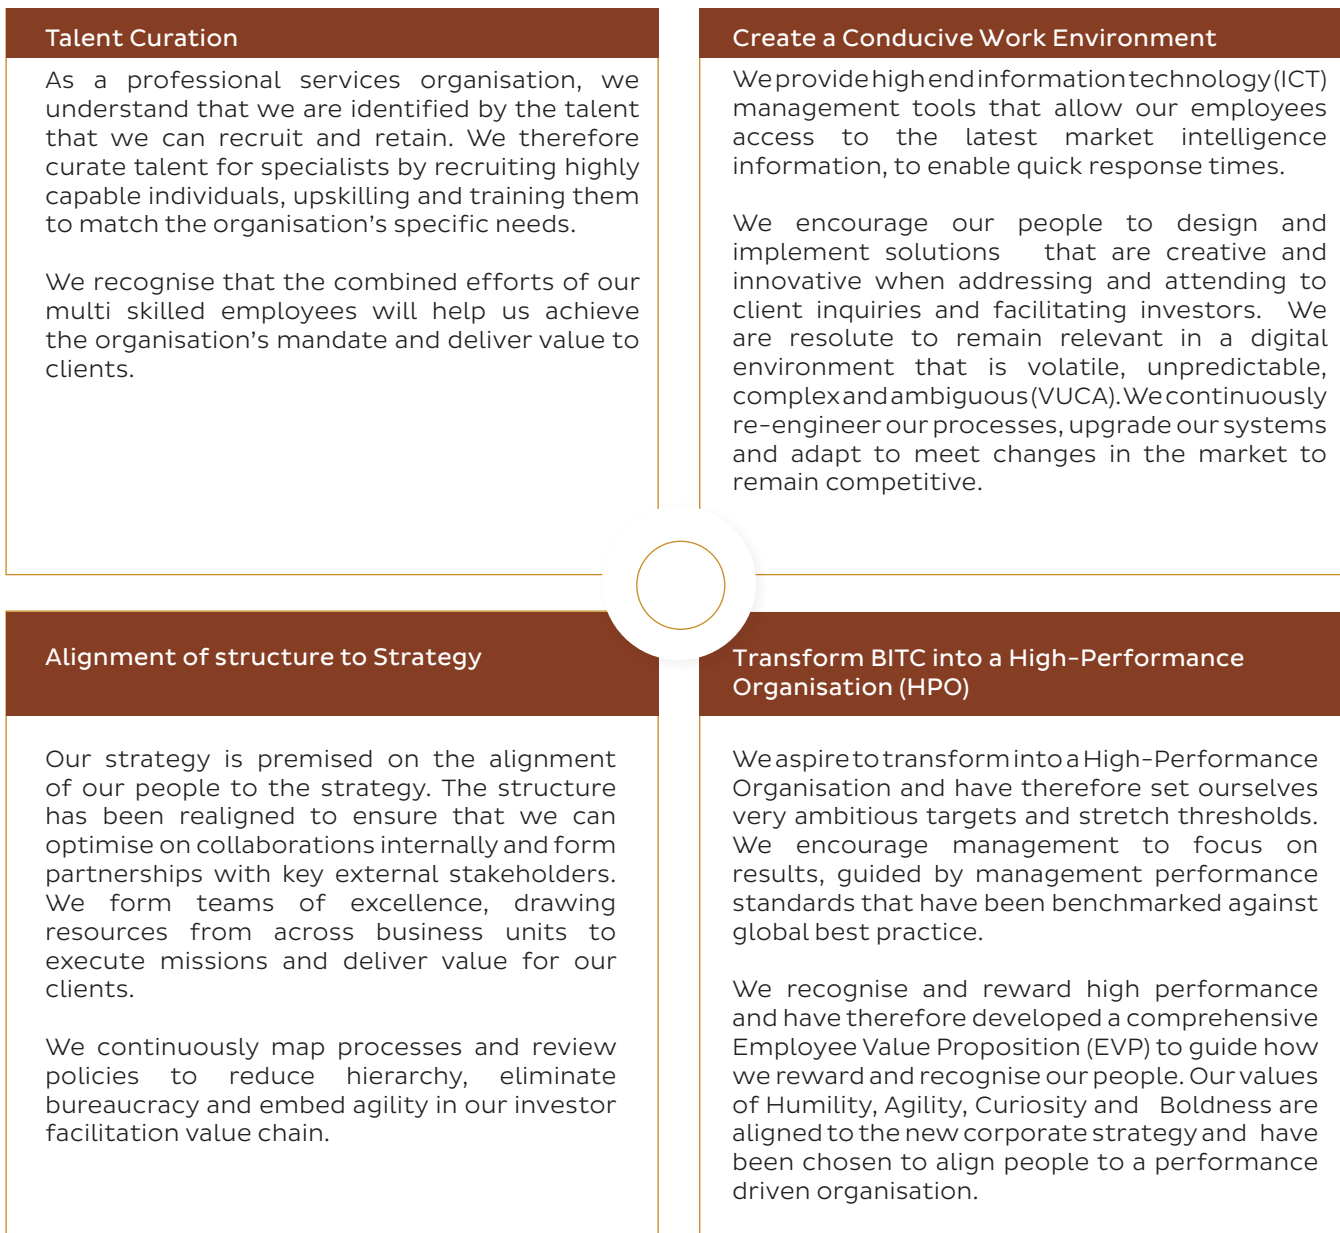 Talent Curation
As a professional services organisation, we
understand that we are identified by the talent
that we can recruit and retain. We therefore
curate talent for specialists by recruiting highly
capable individuals, upskilling and training them
to match the organisation's specific needs.
We recognise that the combined efforts of our
multi skilled employees will help us achieve
the organisation's mandate and deliver value to
clients.
Create a Conducive Work Environment
We provide high end information technology (ICT)
management tools that allow our employees
access to the latest market intelligence
information, to enable quick response times.
We encourage our people to design and
implement solutions that are creative and
innovative when addressing and attending to
client inquiries and facilitating investors. We
are resolute to remain relevant in a digital
environment that is volatile, unpredictable,
complex and ambiguous (VUCA). We continuously
re-engineer our processes, upgrade our systems
and adapt to meet changes in the market to
remain competitive.
Alignment of structure to Strategy
Our strategy is premised on the alignment
of our people to the strategy. The structure
has been realigned to ensure that we can
optimise on collaborations internally and form
partnerships with key external stakeholders.
We form teams of excellence, drawing
resources from across business units to
execute missions and deliver value for our
clients.
We continuously map processes and review
policies to reduce hierarchy, eliminate
bureaucracy and embed agility in our investor
facilitation value chain.
Transform BITC into a High-Performance
Organisation (HPO)
We aspire to transform into a High-Performance
Organisation and have therefore set ourselves
very ambitious targets and stretch thresholds.
We encourage management to focus on
results, guided by management performance
standards that have been benchmarked against
global best practice.
We recognise and reward high performance
and have therefore developed a comprehensive
Employee Value Proposition (EVP) to guide how
we reward and recognise our people. Our values
of Humility, Agility, Curiosity and Boldness are
aligned to the new corporate strategy and have
been chosen to align people to a performance
driven organisation.